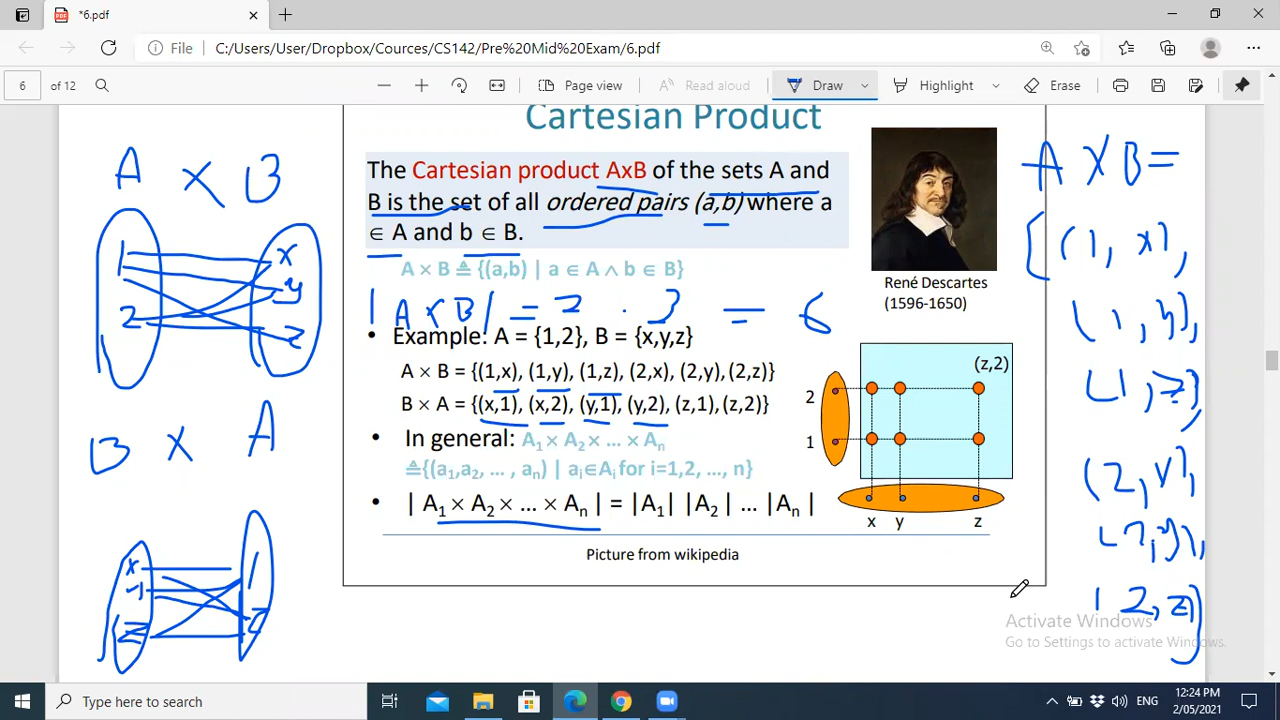 *6.pdf
File C:/Users/User/Dropbox/Cources/CS142/Pre%20Mid%20Exam/6.pdf
6 of 12 Page view Read aloud Draw Highlight Erase
Cartesian Product
The Cartesian product AxB of the sets A and
B is the set of all ordered pairs (a,b) where a
∈ A and b ∈ B.
A × B ≜ {(a,b) | a ∈ A ∧ b ∈ B}
|A×B| = 2 · 3 = 6
• Example: A = {1,2}, B = {x,y,z}
A × B = {(1,x), (1,y), (1,z), (2,x), (2,y), (2,z)}
B × A = {(x,1), (x,2), (y,1), (y,2), (z,1), (z,2)}
• In general: A₁ × A₂ × … × Aₙ
≜{(a₁,a₂, … , aₙ) | aᵢ∈Aᵢ for i=1,2, …, n}
• | A₁ × A₂ × … × Aₙ | = |A₁| |A₂| … |Aₙ|
Picture from wikipedia
René Descartes
(1596-1650)
(z,2)
2
1
x y z
A × B
1
2
x
y
z
B × A
x
y
z
1
2
A × B =
{(1, x),
(1, y),
(1, z),
(2, x),
(2, y),
(2, z)}
Activate Windows
Go to Settings to activate Windows.
Type here to search
ENG
12:24 PM
2/05/2021